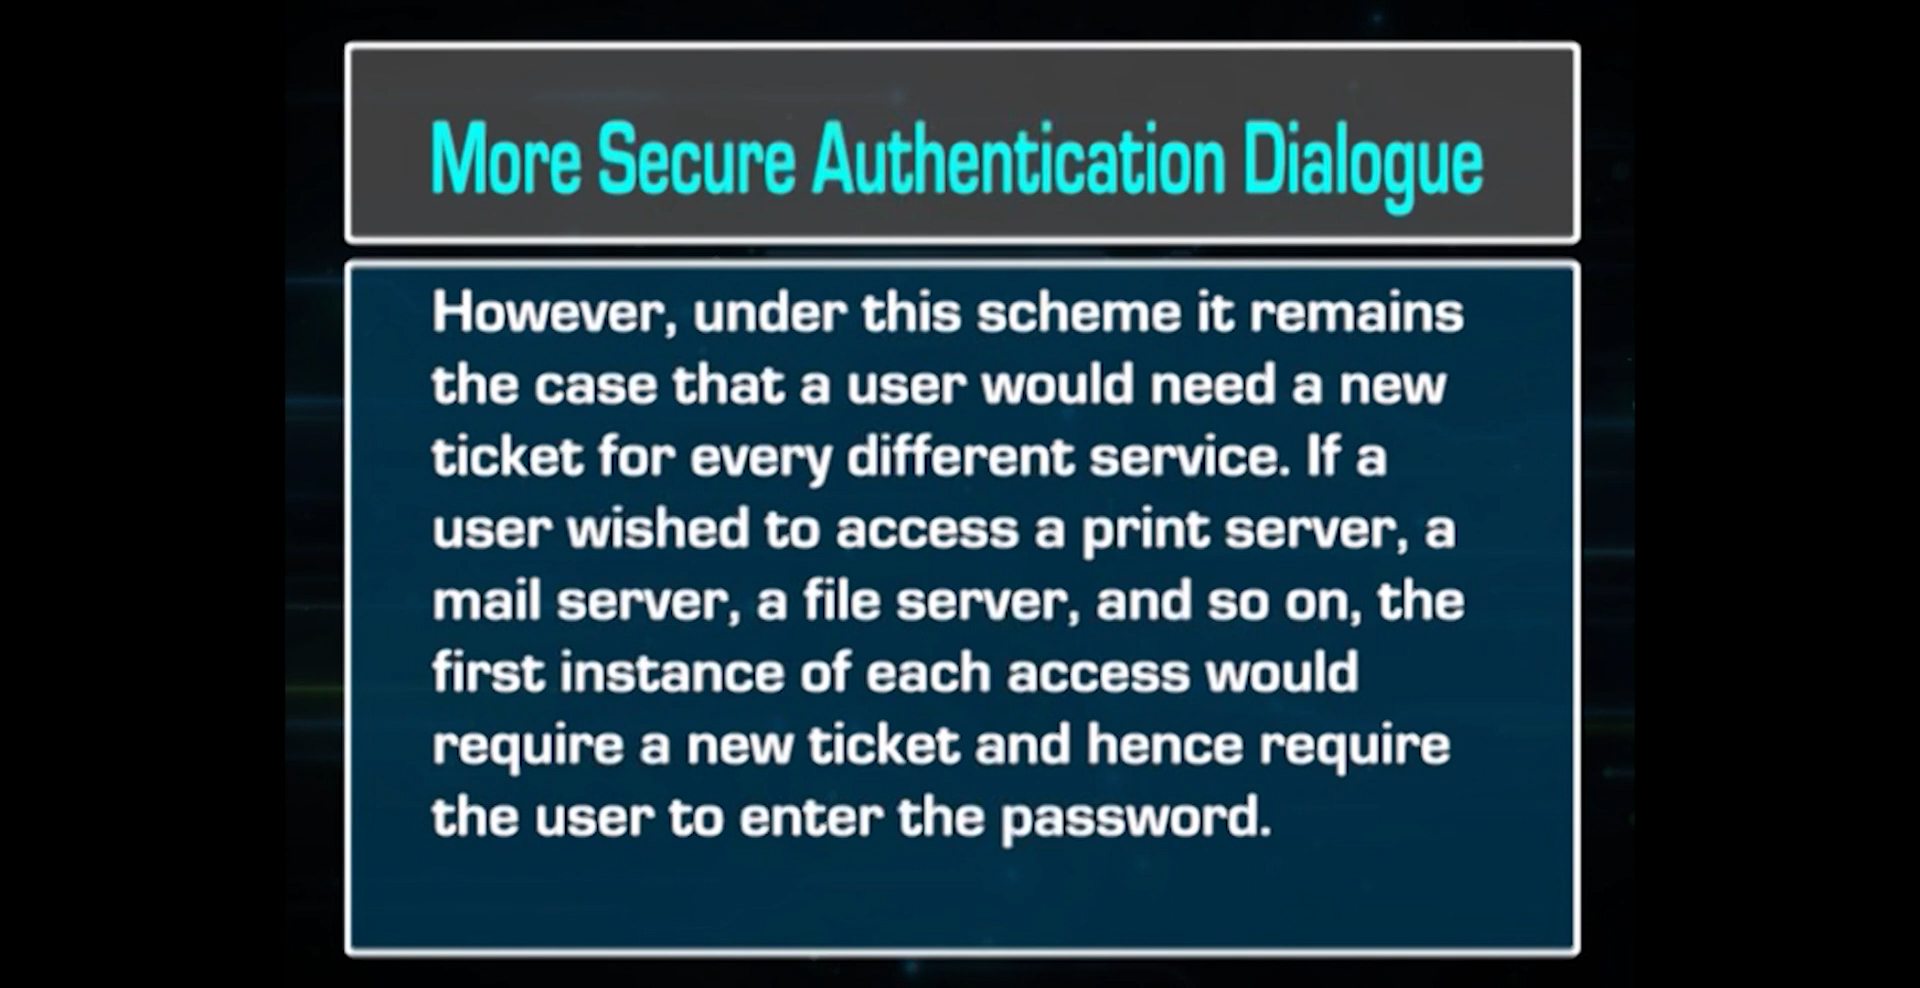 More Secure Authentication Dialogue
However, under this scheme it remains
the case that a user would need a new
ticket for every different service. If a
user wished to access a print server, a
mail server, a file server, and so on, the
first instance of each access would
require a new ticket and hence require
the user to enter the password.